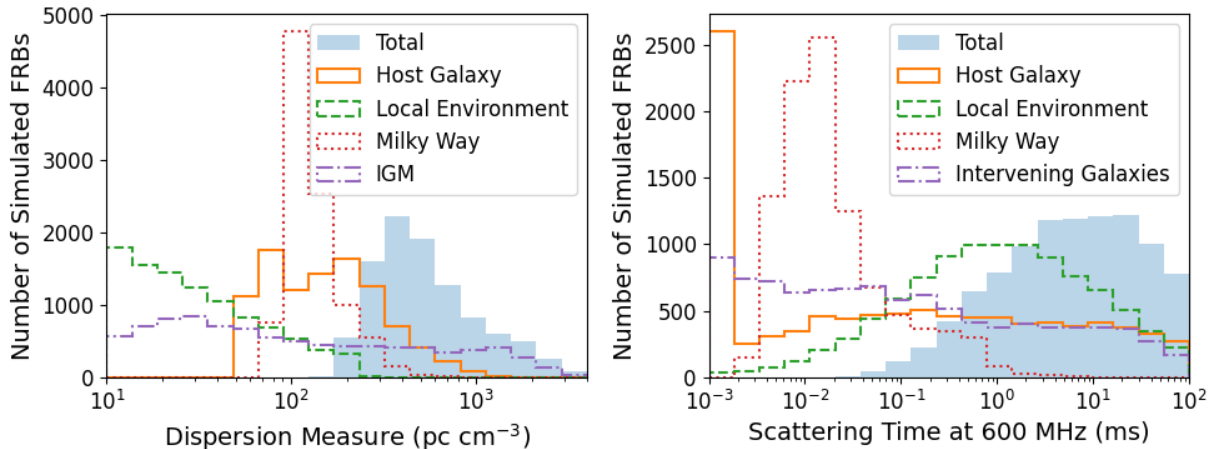 Number of Simulated FRBs
5000
4000
3000
2000
1000
0
10¹
10²
10³
Dispersion Measure (pc cm⁻³)
Total
Host Galaxy
Local Environment
Milky Way
IGM
Number of Simulated FRBs
2500
2000
1500
1000
500
0
10⁻³
10⁻²
10⁻¹
10⁰
10¹
10²
Scattering Time at 600 MHz (ms)
Total
Host Galaxy
Local Environment
Milky Way
Intervening Galaxies